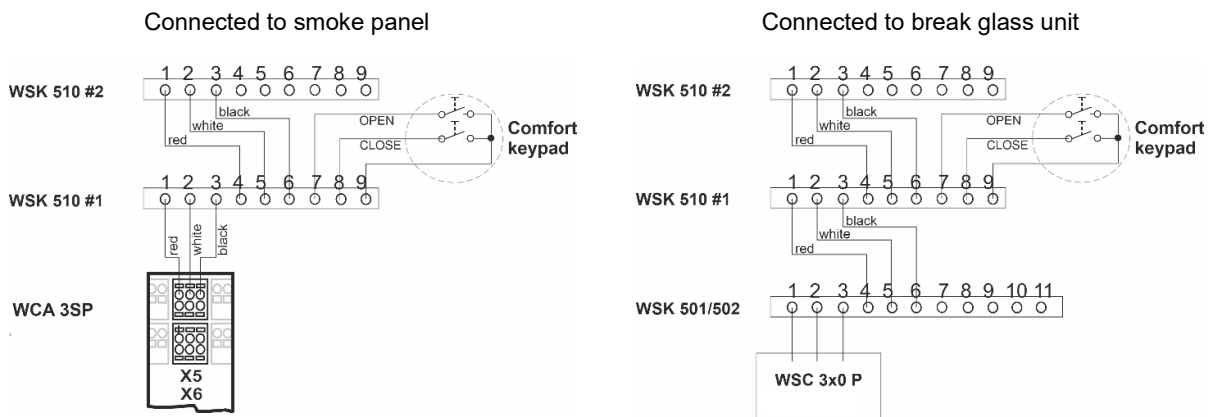 Connected to smoke panel
1 2 3 4 5 6 7 8 9
WSK 510 #2
black
white
red
OPEN
CLOSE
Comfort
keypad
1 2 3 4 5 6 7 8 9
WSK 510 #1
red
white
black
WCA 3SP
X5
X6
Connected to break glass unit
1 2 3 4 5 6 7 8 9
WSK 510 #2
black
white
red
OPEN
CLOSE
Comfort
keypad
1 2 3 4 5 6 7 8 9
WSK 510 #1
black
white
red
1 2 3 4 5 6 7 8 9 10 11
WSK 501/502
WSC 3x0 P